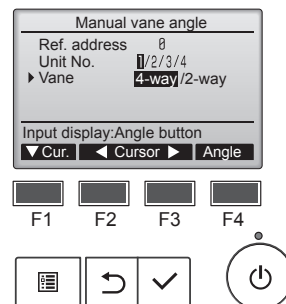 Manual vane angle
Ref. address 0
Unit No. 1/2/3/4
Vane 4-way/2-way
Input display:Angle button
▼Cur. ◀ Cursor ▶ Angle
F1 F2 F3 F4